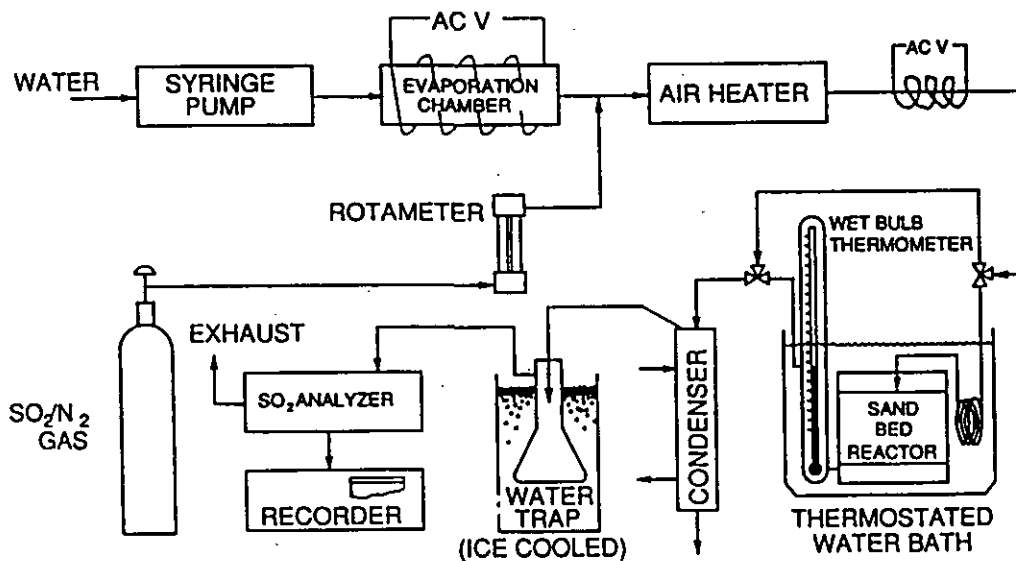 AC V
WATER
SYRINGE
PUMP
EVAPORATION
CHAMBER
AIR HEATER
AC V
ROTAMETER
WET BULB
THERMOMETER
EXHAUST
SO₂/N₂
GAS
SO₂ ANALYZER
RECORDER
WATER
TRAP
(ICE COOLED)
CONDENSER
SAND
BED
REACTOR
THERMOSTATED
WATER BATH